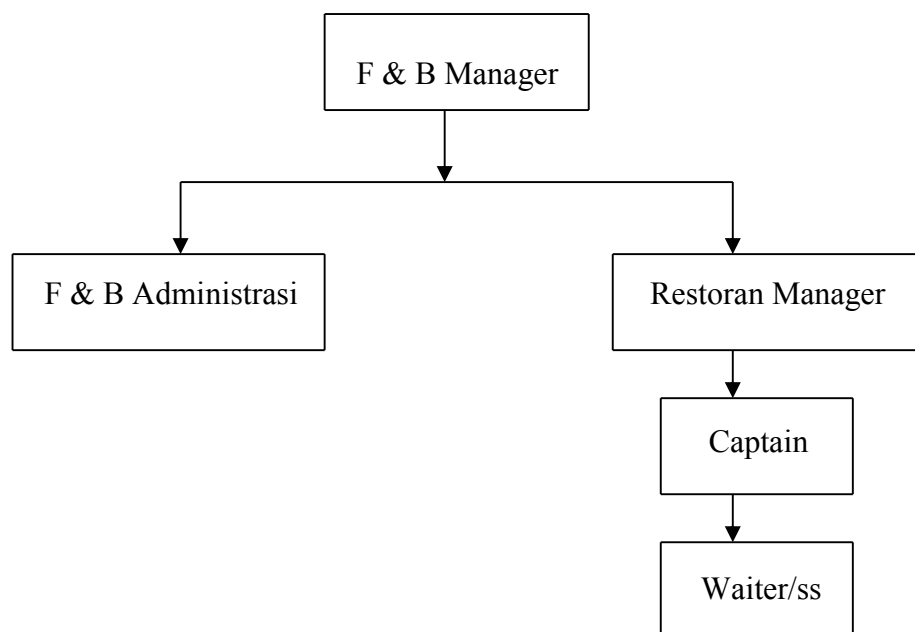 F & B Manager
F & B Administrasi
Restoran Manager
Captain
Waiter/ss